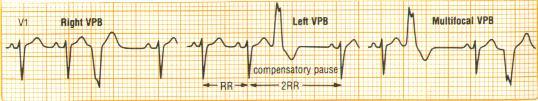 V1 Right VPB Left VPB Multifocal VPB
compensatory pause
RR 2RR